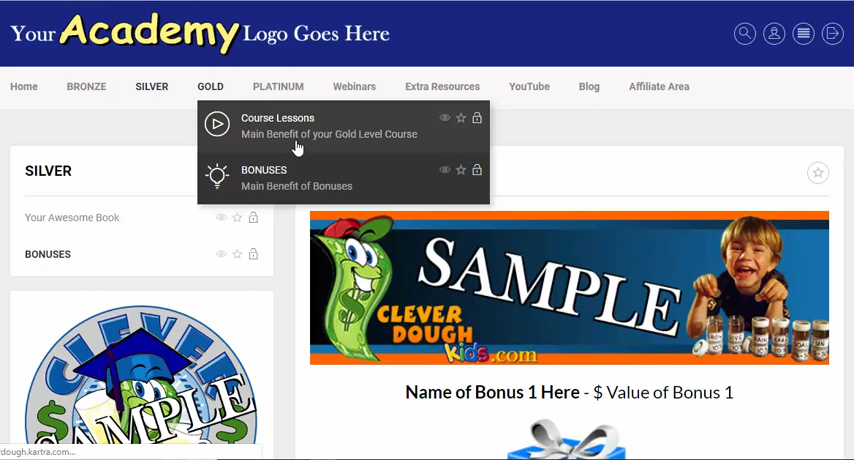 Your Academy Logo Goes Here
Home BRONZE SILVER GOLD PLATINUM Webinars Extra Resources YouTube Blog Affiliate Area
Course Lessons
Main Benefit of your Gold Level Course
BONUSES
Main Benefit of Bonuses
SILVER
Your Awesome Book
BONUSES
SAMPLE
CLEVER
DOUGH
kids.com
Name of Bonus 1 Here - $ Value of Bonus 1
CLEVER
SAMPLE
dough.kartra.com...